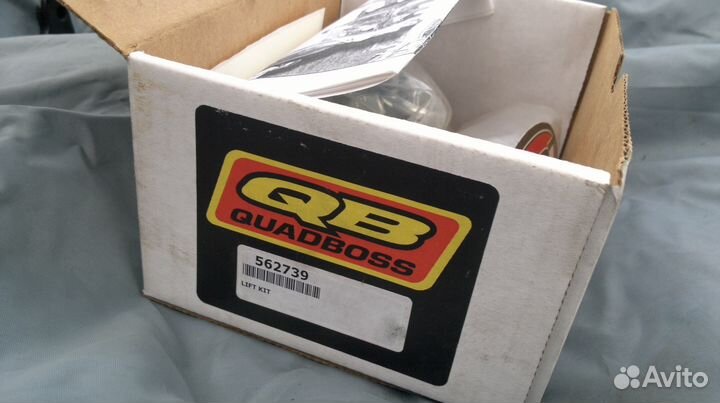 QB
QUADBOSS
562739
LIFT KIT
Avito